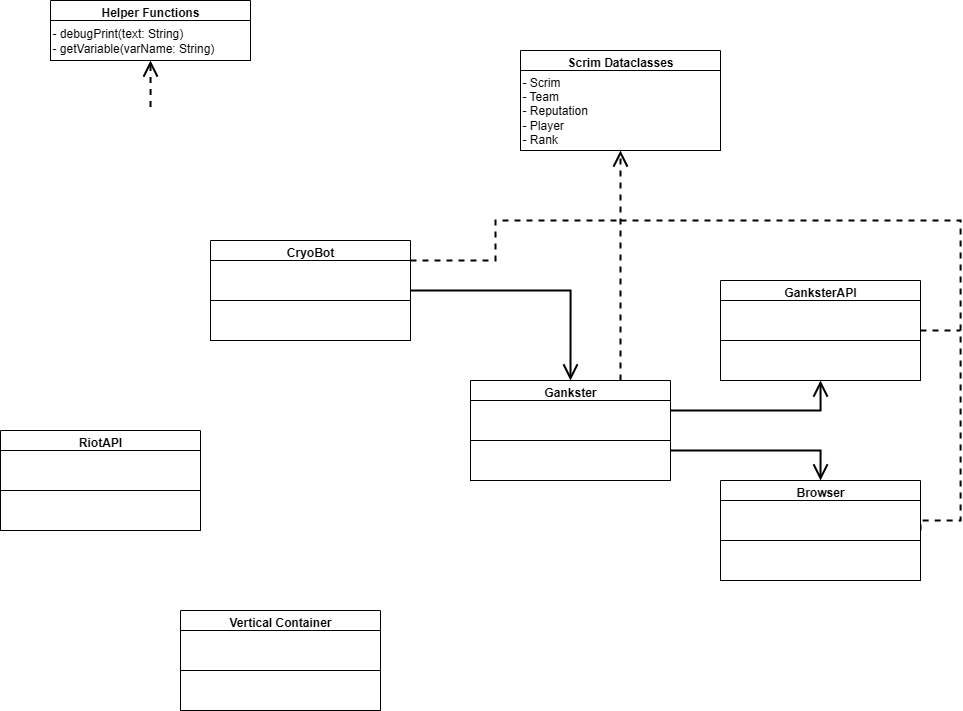 Helper Functions
- debugPrint(text: String)
- getVariable(varName: String)
Scrim Dataclasses
- Scrim
- Team
- Reputation
- Player
- Rank
CryoBot
GanksterAPI
Gankster
RiotAPI
Browser
Vertical Container